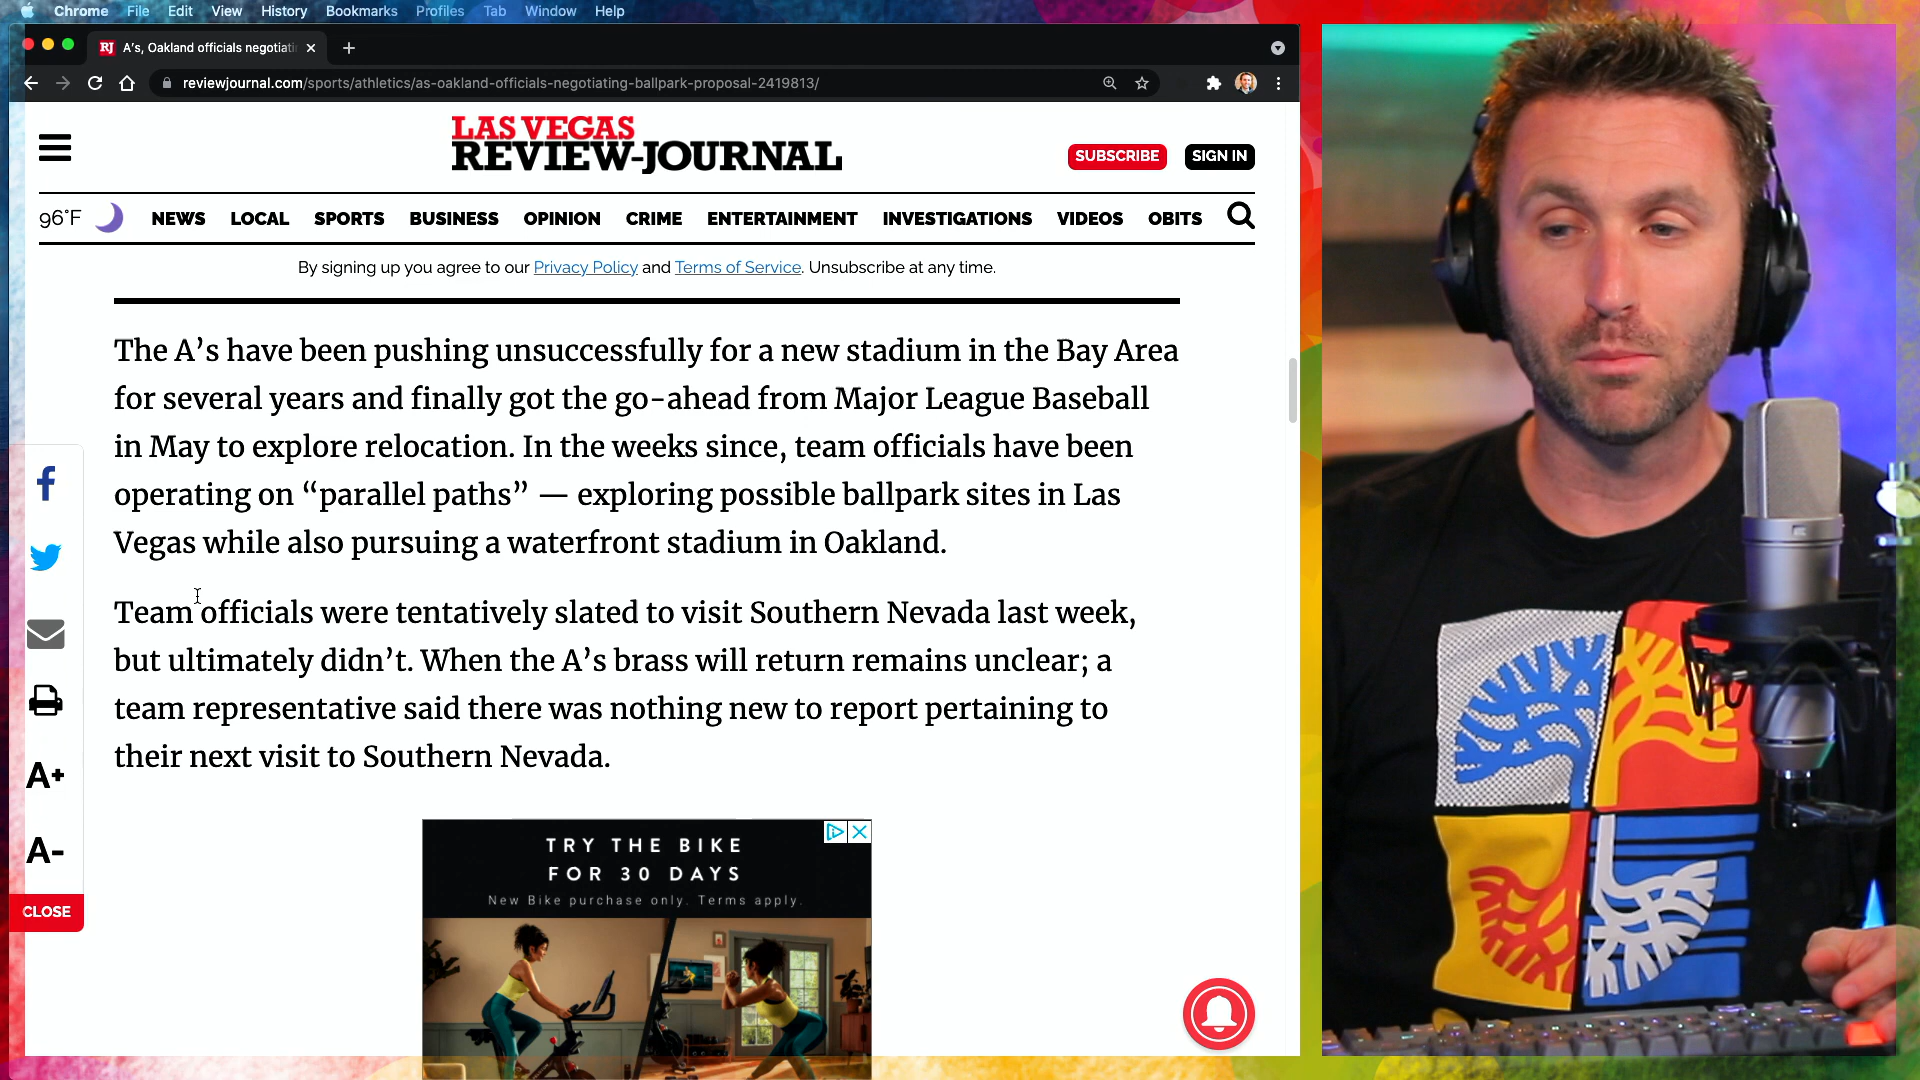 Chrome File Edit View History Bookmarks Profiles Tab Window Help
RJ A's, Oakland officials negotiati
reviewjournal.com/sports/athletics/as-oakland-officials-negotiating-ballpark-proposal-2419813/
LAS VEGAS
REVIEW-JOURNAL
SUBSCRIBE SIGN IN
96°F NEWS LOCAL SPORTS BUSINESS OPINION CRIME ENTERTAINMENT INVESTIGATIONS VIDEOS OBITS
By signing up you agree to our Privacy Policy and Terms of Service. Unsubscribe at any time.
The A’s have been pushing unsuccessfully for a new stadium in the Bay Area
for several years and finally got the go-ahead from Major League Baseball
in May to explore relocation. In the weeks since, team officials have been
operating on “parallel paths” — exploring possible ballpark sites in Las
Vegas while also pursuing a waterfront stadium in Oakland.
Team officials were tentatively slated to visit Southern Nevada last week,
but ultimately didn’t. When the A’s brass will return remains unclear; a
team representative said there was nothing new to report pertaining to
their next visit to Southern Nevada.
A+
A-
CLOSE
TRY THE BIKE
FOR 30 DAYS
New Bike purchase only. Terms apply.